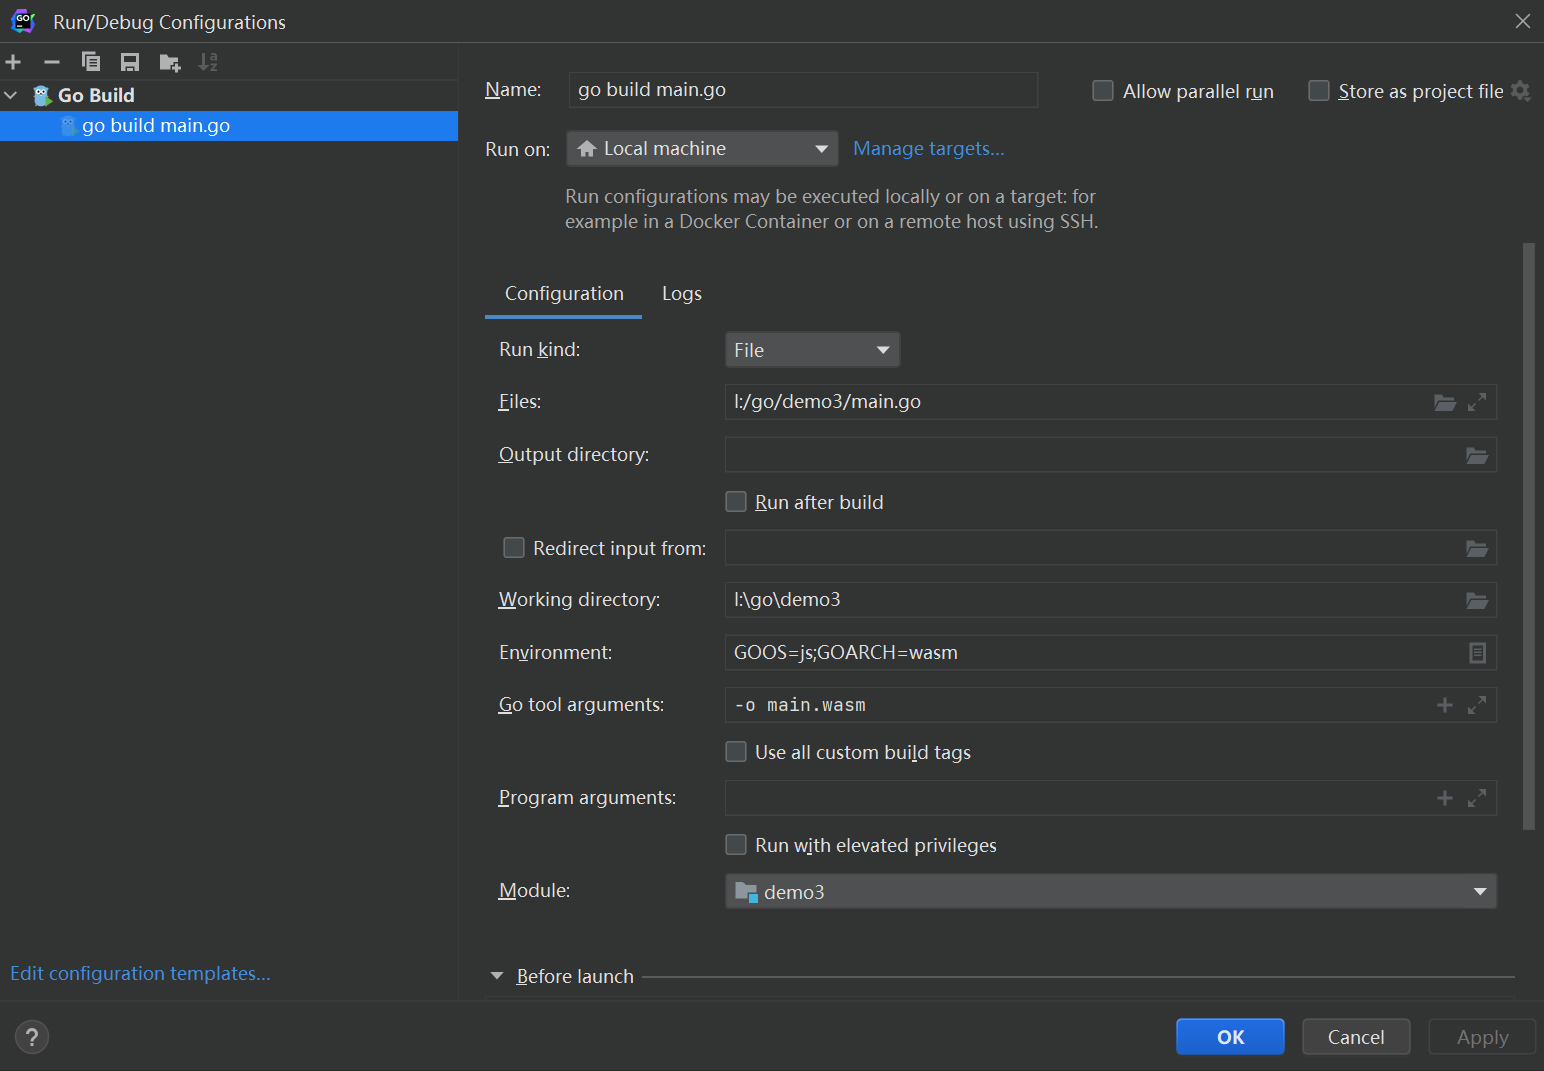 Run/Debug Configurations
Go Build
go build main.go
Edit configuration templates...
Name: go build main.go
Allow parallel run
Store as project file
Run on: Local machine Manage targets...
Run configurations may be executed locally or on a target: for
example in a Docker Container or on a remote host using SSH.
Configuration Logs
Run kind: File
Files: I:/go/demo3/main.go
Output directory:
Run after build
Redirect input from:
Working directory: I:\go\demo3
Environment: GOOS=js;GOARCH=wasm
Go tool arguments: -o main.wasm
Use all custom build tags
Program arguments:
Run with elevated privileges
Module: demo3
Before launch
?
OK Cancel Apply